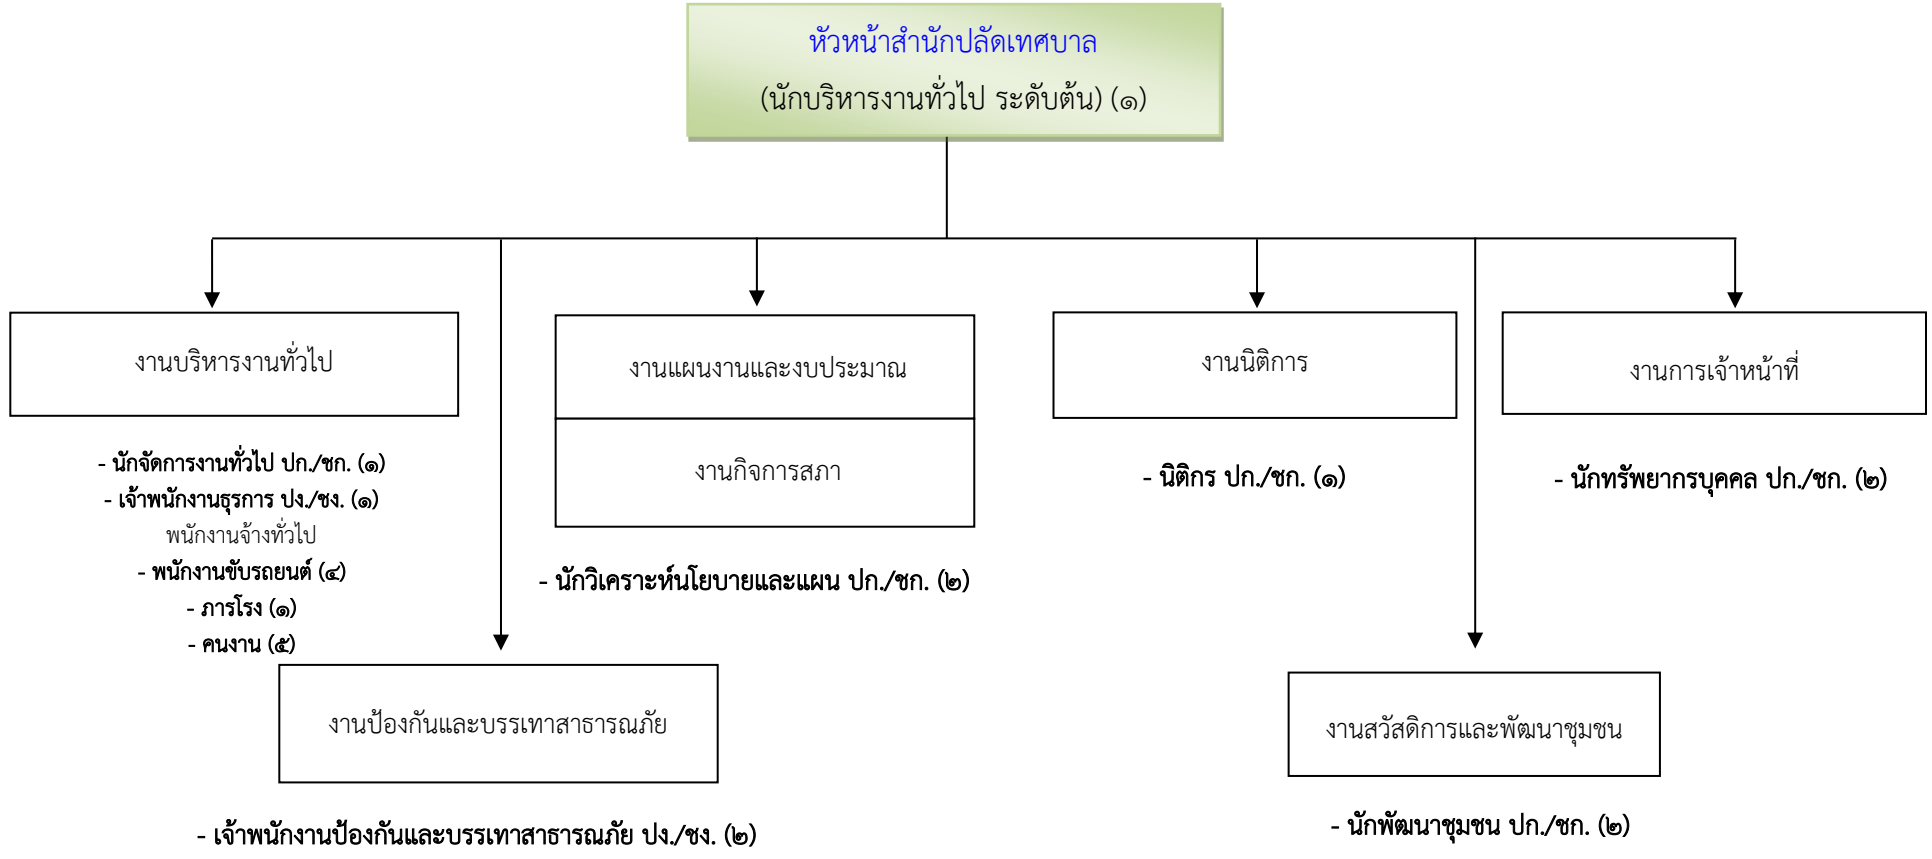 หัวหน้าสำนักปลัดเทศบาล
(นักบริหารงานทั่วไป ระดับต้น) (๑)
งานบริหารงานทั่วไป
- นักจัดการงานทั่วไป ปก./ชก. (๑)
- เจ้าพนักงานธุรการ ปง./ชง. (๑)
พนักงานจ้างทั่วไป
- พนักงานขับรถยนต์ (๔)
- ภารโรง (๑)
- คนงาน (๕)
งานแผนงานและงบประมาณ
งานกิจการสภา
- นักวิเคราะห์นโยบายและแผน ปก./ชก. (๒)
งานนิติการ
- นิติกร ปก./ชก. (๑)
งานการเจ้าหน้าที่
- นักทรัพยากรบุคคล ปก./ชก. (๒)
งานป้องกันและบรรเทาสาธารณภัย
- เจ้าพนักงานป้องกันและบรรเทาสาธารณภัย ปง./ชง. (๒)
งานสวัสดิการและพัฒนาชุมชน
- นักพัฒนาชุมชน ปก./ชก. (๒)